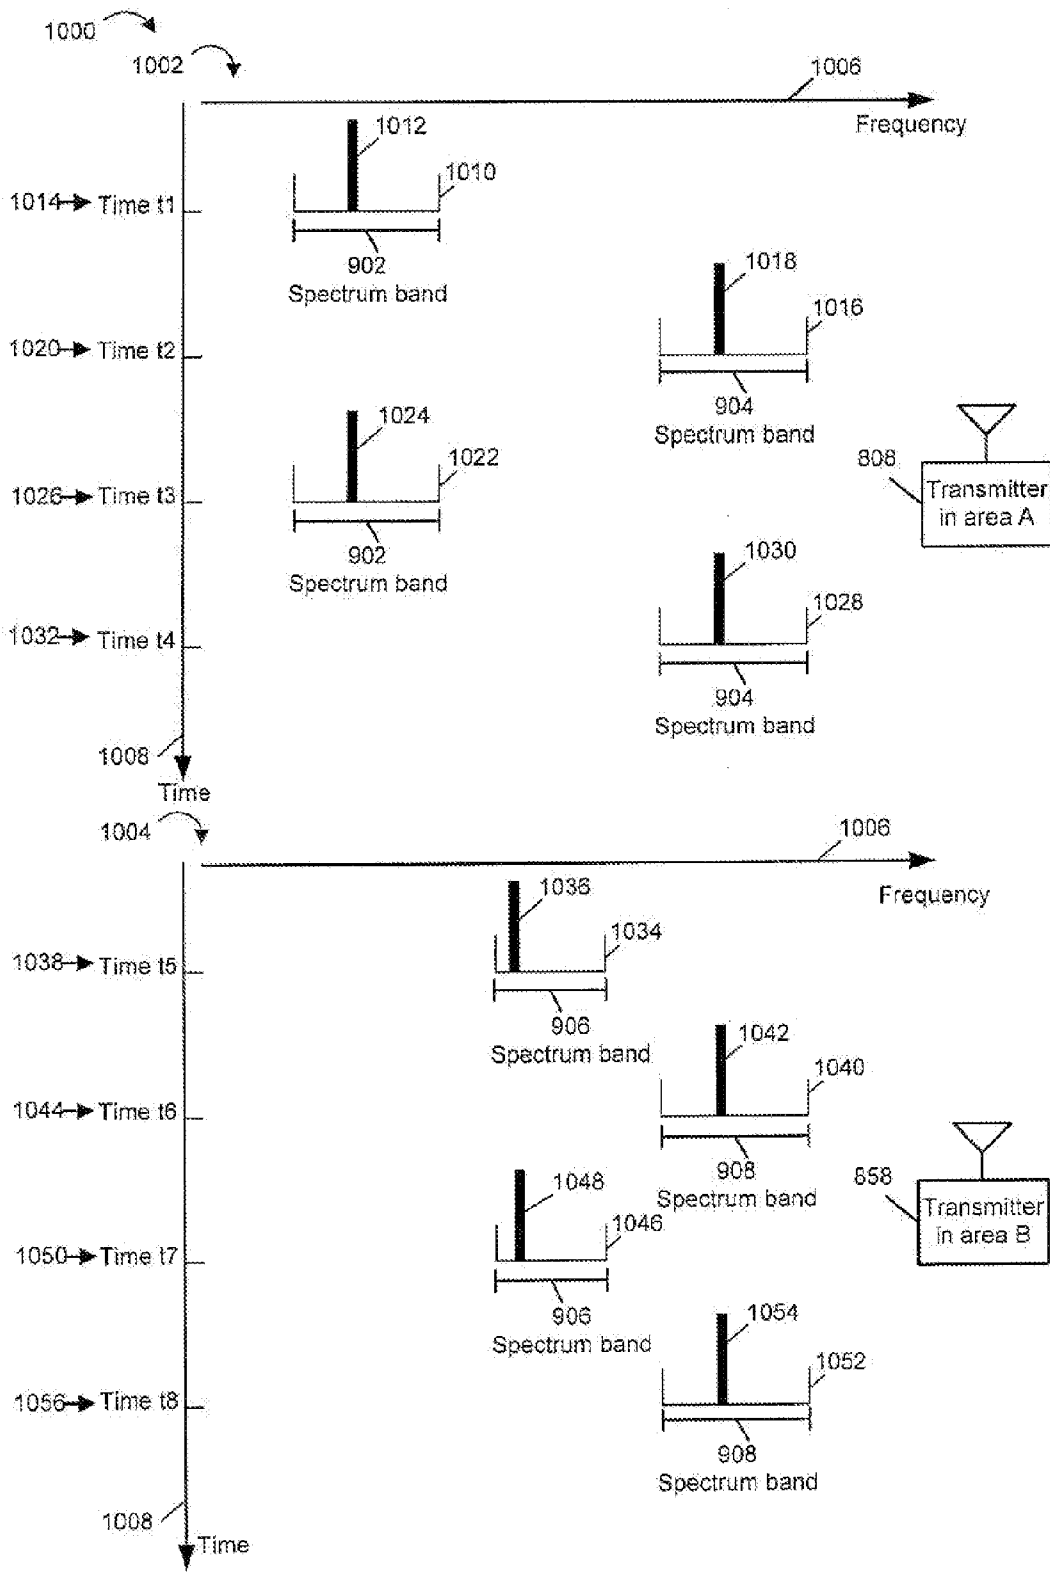 1000
1002
1006
Frequency
1012
1010
1014 Time t1
902
Spectrum band
1018
1016
1020 Time t2
904
Spectrum band
1024
1022
1026 Time t3
902
Spectrum band
808
Transmitter
in area A
1030
1028
1032 Time t4
904
Spectrum band
1008
Time
1004
1006
Frequency
1036
1034
1038 Time t5
906
Spectrum band
1042
1040
1044 Time t6
908
Spectrum band
1048
1046
1050 Time t7
906
Spectrum band
858
Transmitter
in area B
1054
1052
1056 Time t8
908
Spectrum band
1008
Time